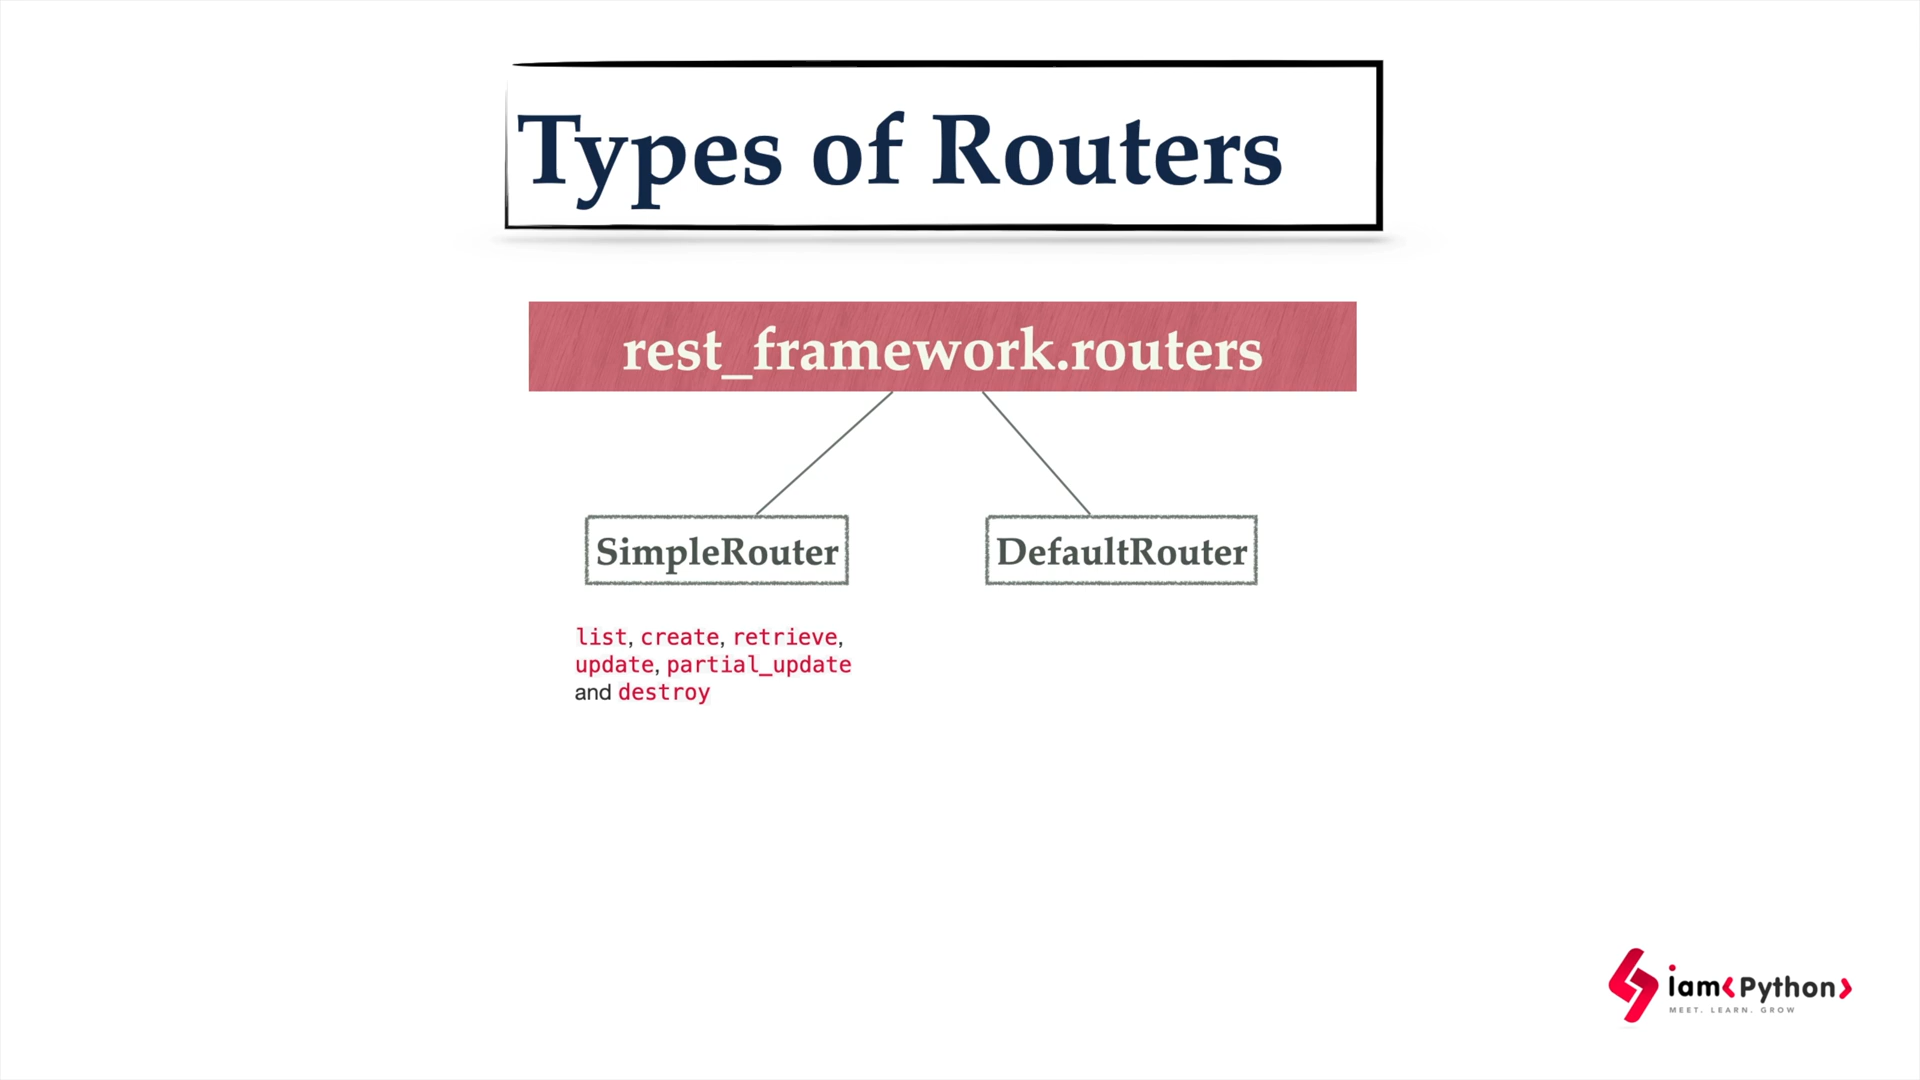 Types of Routers
rest_framework.routers
SimpleRouter
DefaultRouter
list, create, retrieve,
update, partial_update
and destroy
iam<Python>
MEET. LEARN. GROW